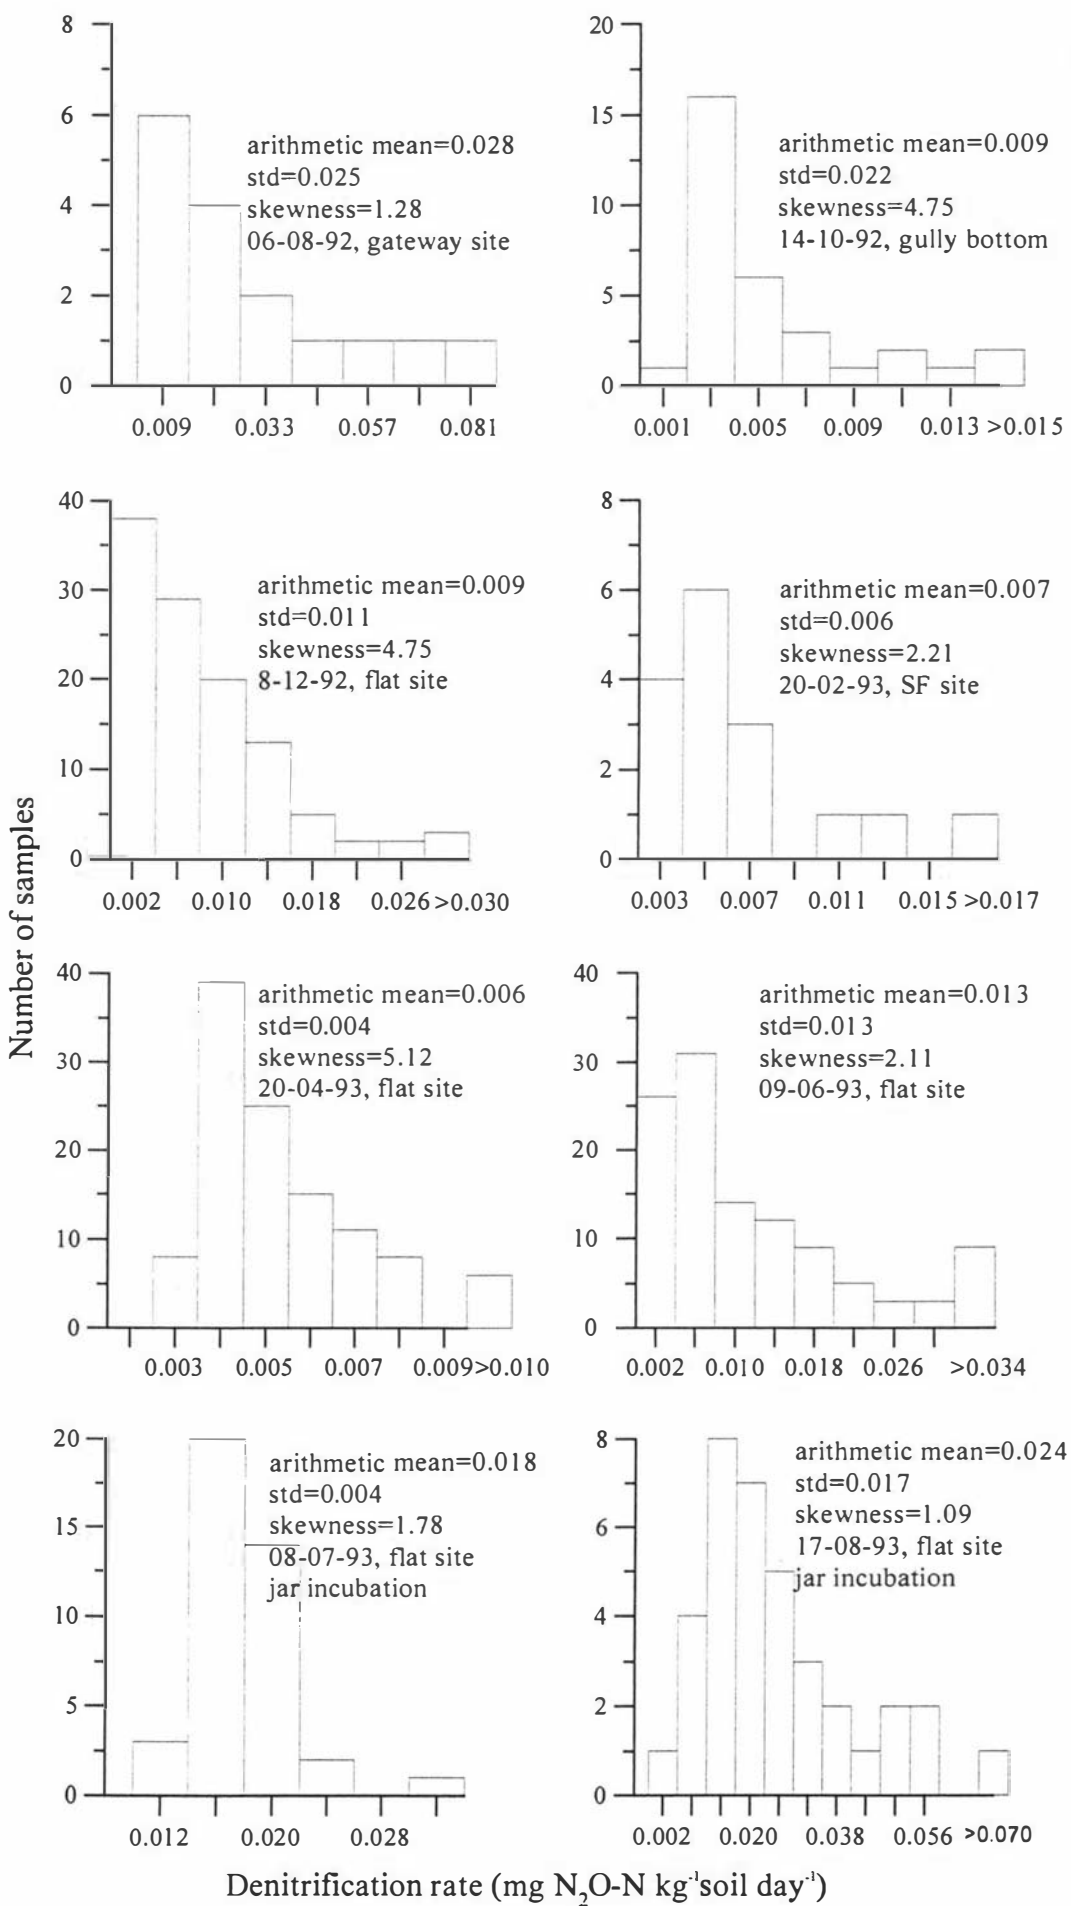 8
6
4
2
0
arithmetic mean=0.028
std=0.025
skewness=1.28
06-08-92, gateway site
0.009 0.033 0.057 0.081
20
15
10
5
0
arithmetic mean=0.009
std=0.022
skewness=4.75
14-10-92, gully bottom
0.001 0.005 0.009 0.013 >0.015
40
30
20
10
0
arithmetic mean=0.009
std=0.011
skewness=4.75
8-12-92, flat site
0.002 0.010 0.018 0.026 >0.030
8
6
4
2
0
arithmetic mean=0.007
std=0.006
skewness=2.21
20-02-93, SF site
0.003 0.007 0.011 0.015 >0.017
Number of samples
40
30
20
10
0
arithmetic mean=0.006
std=0.004
skewness=5.12
20-04-93, flat site
0.003 0.005 0.007 0.009>0.010
40
30
20
10
0
arithmetic mean=0.013
std=0.013
skewness=2.11
09-06-93, flat site
0.002 0.010 0.018 0.026 >0.034
20
15
10
5
0
arithmetic mean=0.018
std=0.004
skewness=1.78
08-07-93, flat site
jar incubation
0.012 0.020 0.028
8
6
4
2
0
arithmetic mean=0.024
std=0.017
skewness=1.09
17-08-93, flat site
jar incubation
0.002 0.020 0.038 0.056 >0.070
Denitrification rate (mg N₂O-N kg⁻¹soil day⁻¹)